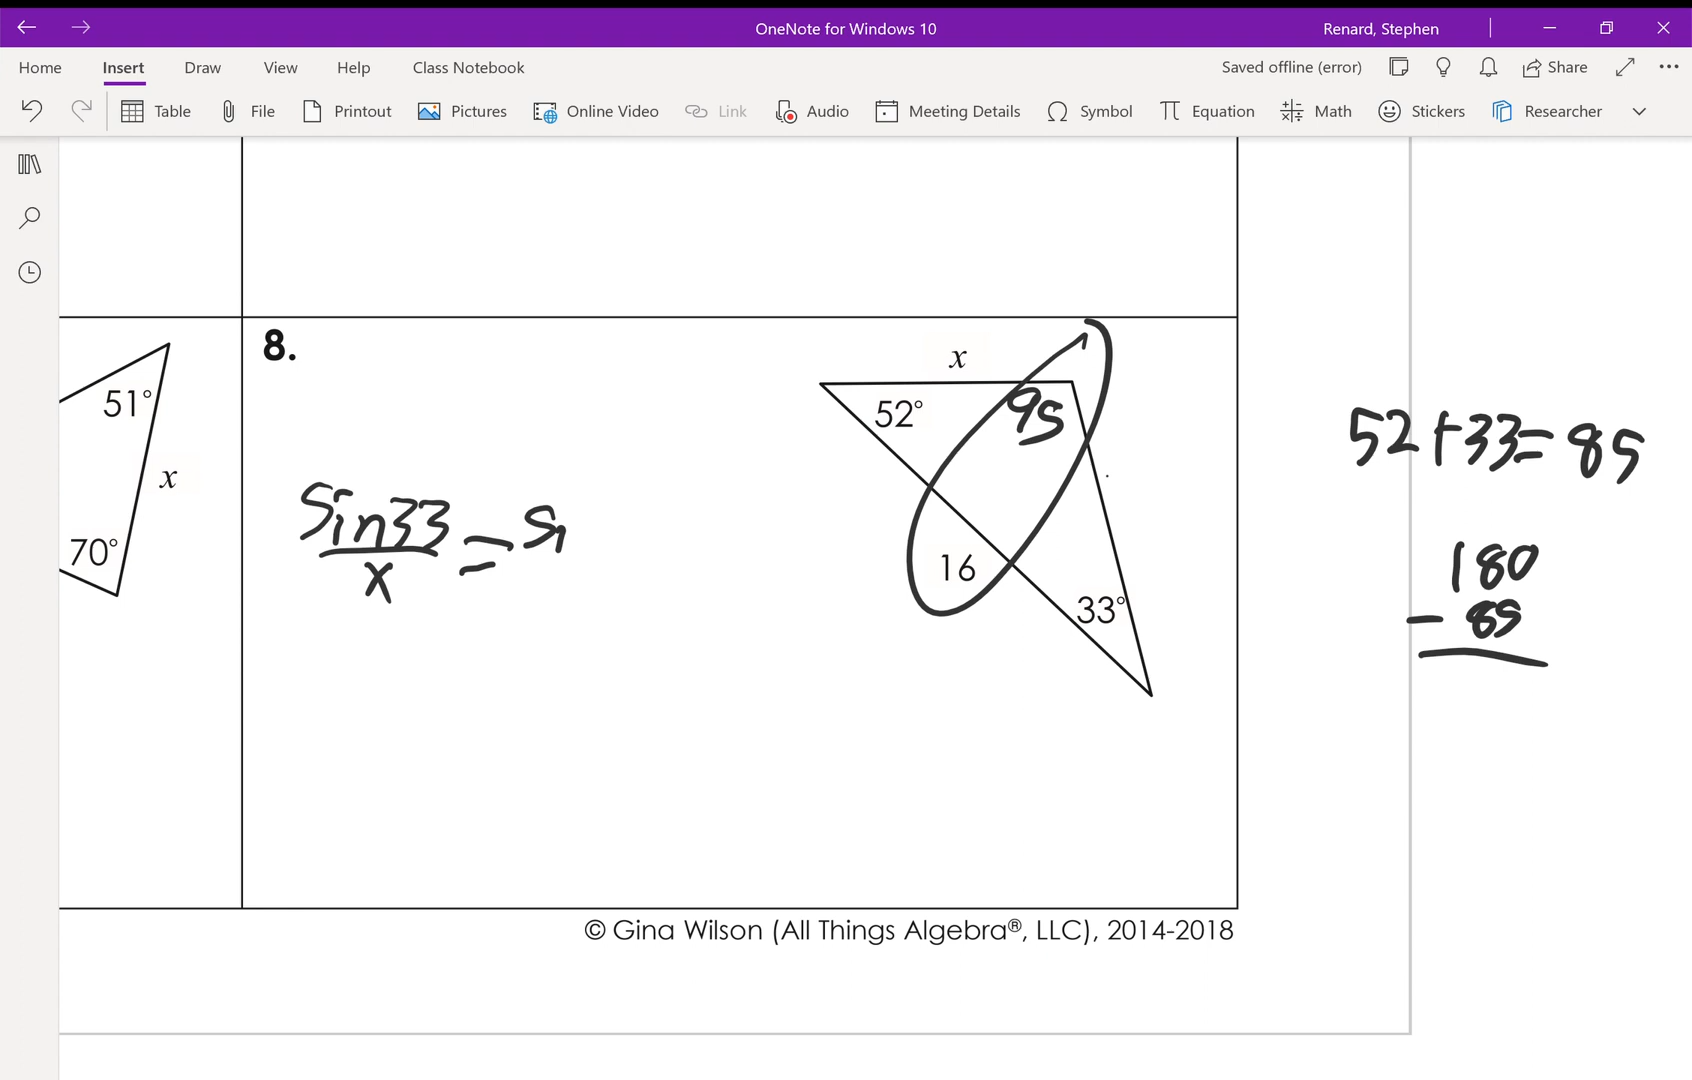 OneNote for Windows 10
Renard, Stephen
Home Insert Draw View Help Class Notebook
Saved offline (error) Share
Table File Printout Pictures Online Video Link Audio Meeting Details Symbol Equation Math Stickers Researcher
51°
x
70°
8.
x
52°
95
16
33°
Sin33 = Si
x
52+33=85
180
- 85
© Gina Wilson (All Things Algebra®, LLC), 2014-2018